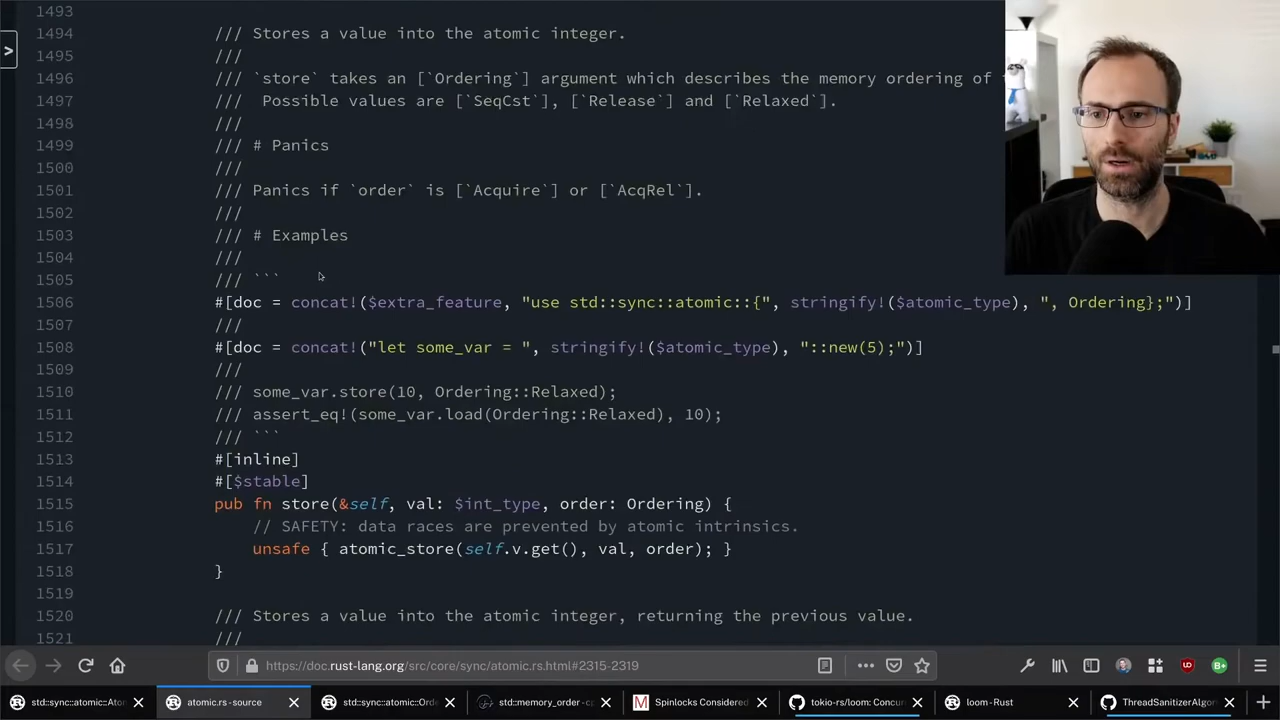 1493
1494 /// Stores a value into the atomic integer.
1495 ///
1496 /// `store` takes an [`Ordering`] argument which describes the memory ordering of
1497 /// Possible values are [`SeqCst`], [`Release`] and [`Relaxed`].
1498 ///
1499 /// # Panics
1500 ///
1501 /// Panics if `order` is [`Acquire`] or [`AcqRel`].
1502 ///
1503 /// # Examples
1504 ///
1505 /// ```
1506 #[doc = concat!($extra_feature, "use std::sync::atomic::{", stringify!($atomic_type), ", Ordering};")]
1507 ///
1508 #[doc = concat!("let some_var = ", stringify!($atomic_type), "::new(5);")]
1509 ///
1510 /// some_var.store(10, Ordering::Relaxed);
1511 /// assert_eq!(some_var.load(Ordering::Relaxed), 10);
1512 /// ```
1513 #[inline]
1514 #[$stable]
1515 pub fn store(&self, val: $int_type, order: Ordering) {
1516 // SAFETY: data races are prevented by atomic intrinsics.
1517 unsafe { atomic_store(self.v.get(), val, order); }
1518 }
1519
1520 /// Stores a value into the atomic integer, returning the previous value.
1521 ///
https://doc.rust-lang.org/src/core/sync/atomic.rs.html#2315-2319
std::sync::atomic::Ato atomic.rs - source std::sync::atomic::Ord std::memory_order - c Spinlocks Considered tokio-rs/loom: Concur loom - Rust ThreadSanitizerAlgor